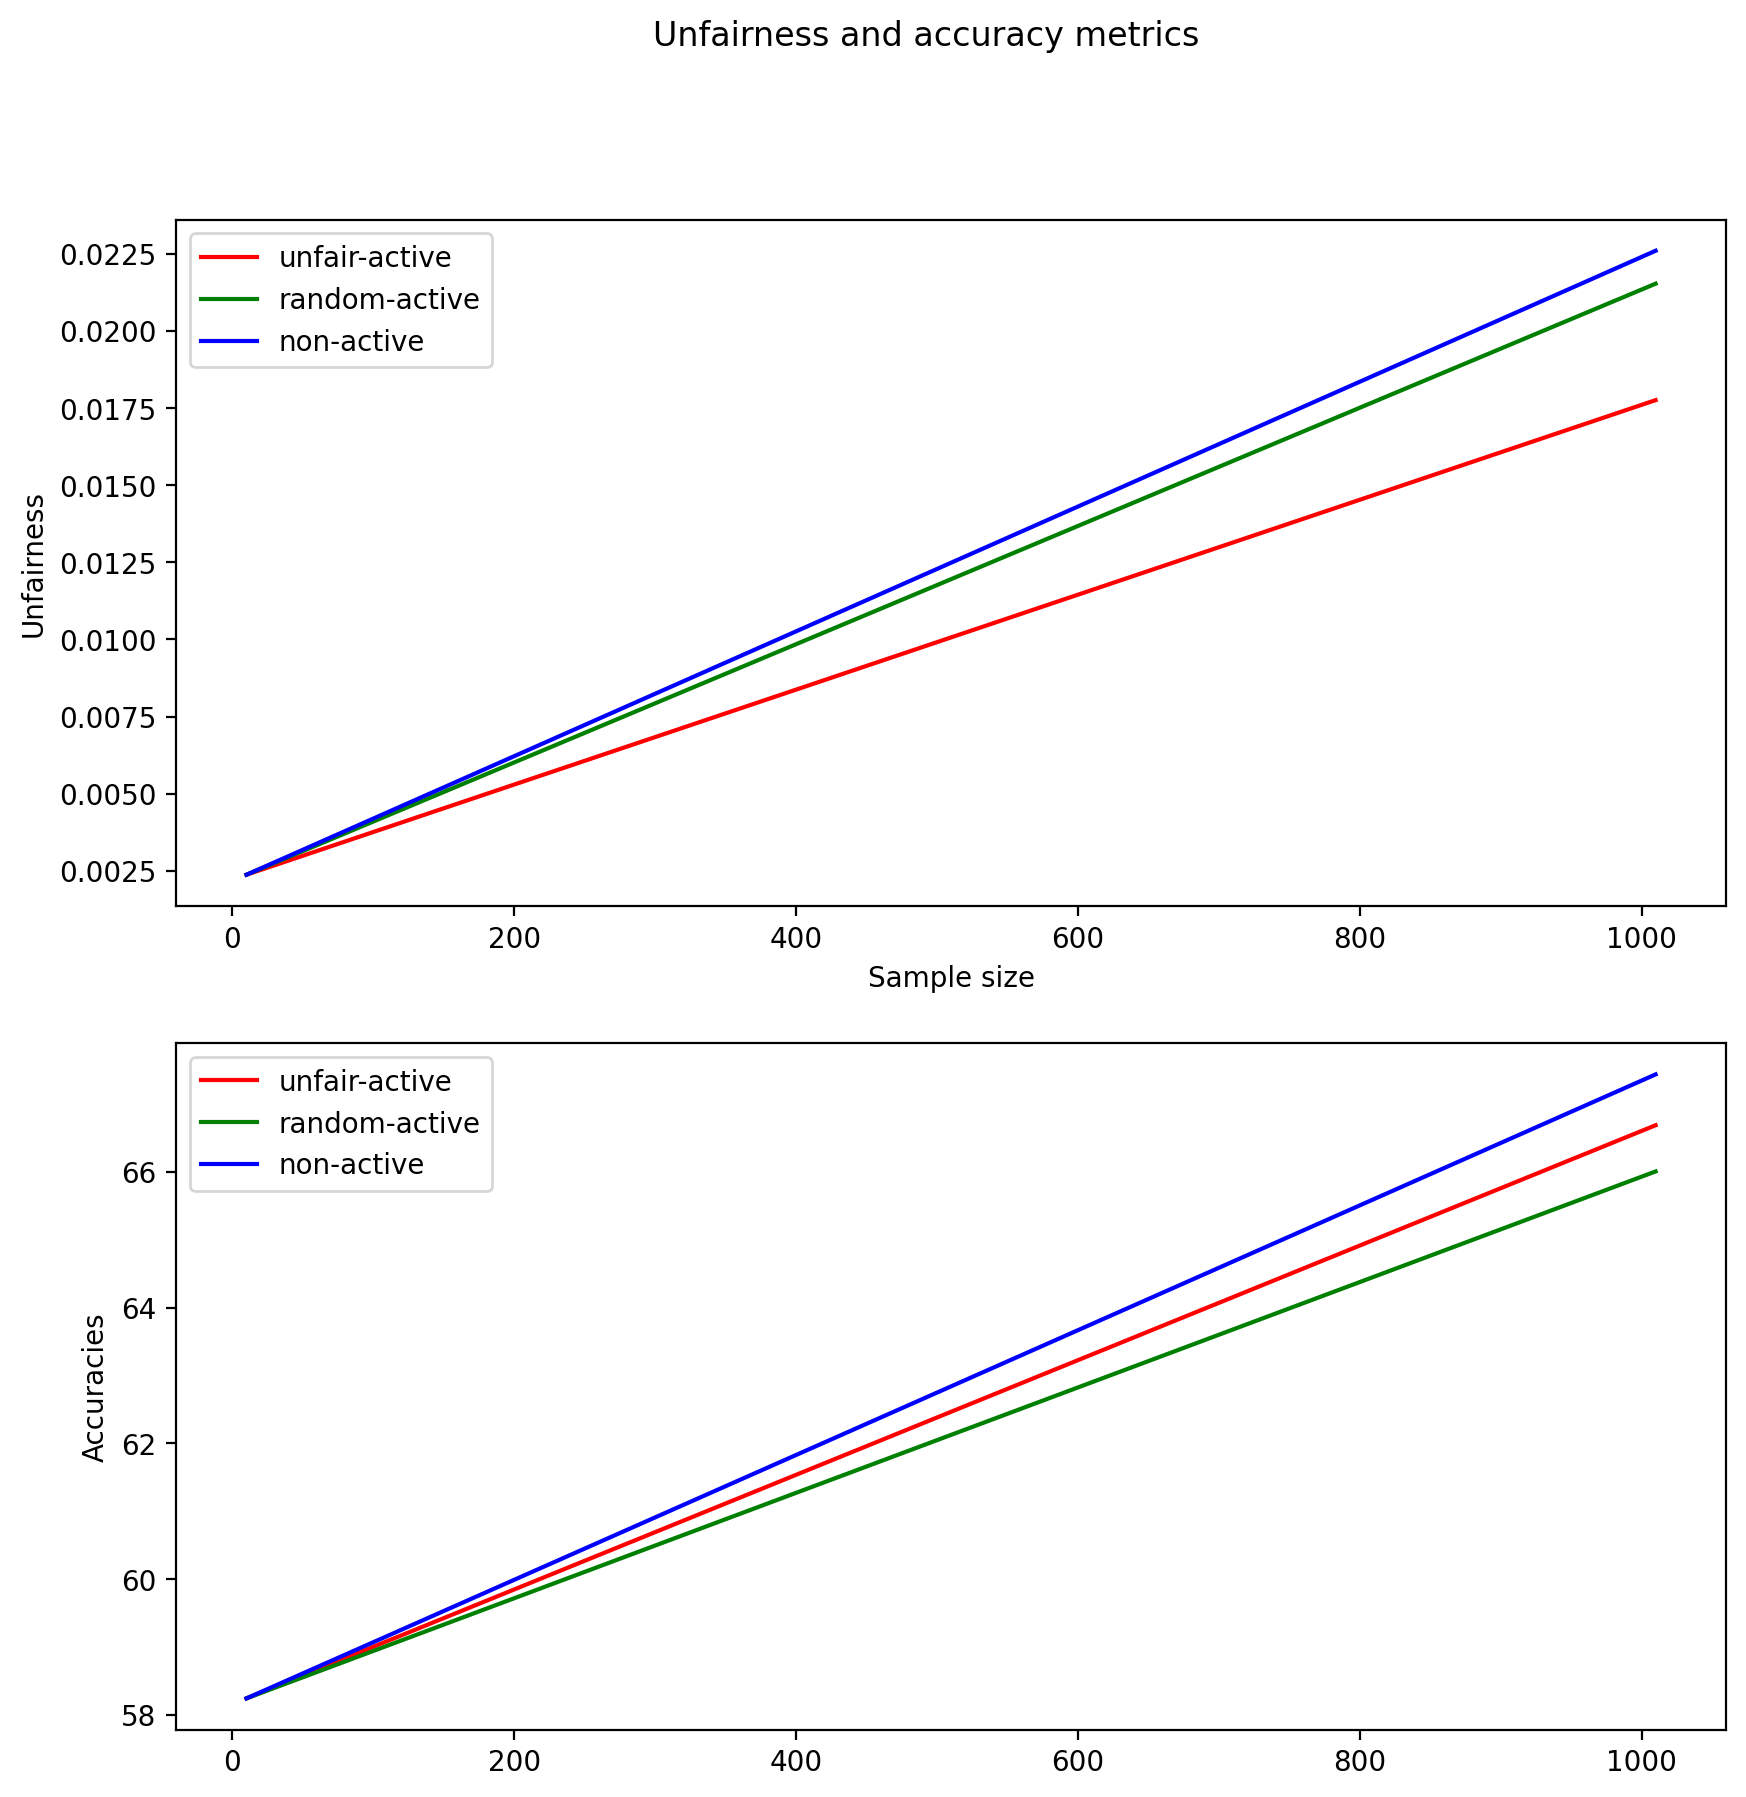 Unfairness and accuracy metrics
unfair-active
random-active
non-active
0.0225
0.0200
0.0175
0.0150
0.0125
0.0100
0.0075
0.0050
0.0025
Unfairness
0 200 400 600 800 1000
Sample size
unfair-active
random-active
non-active
66
64
62
60
58
Accuracies
0 200 400 600 800 1000